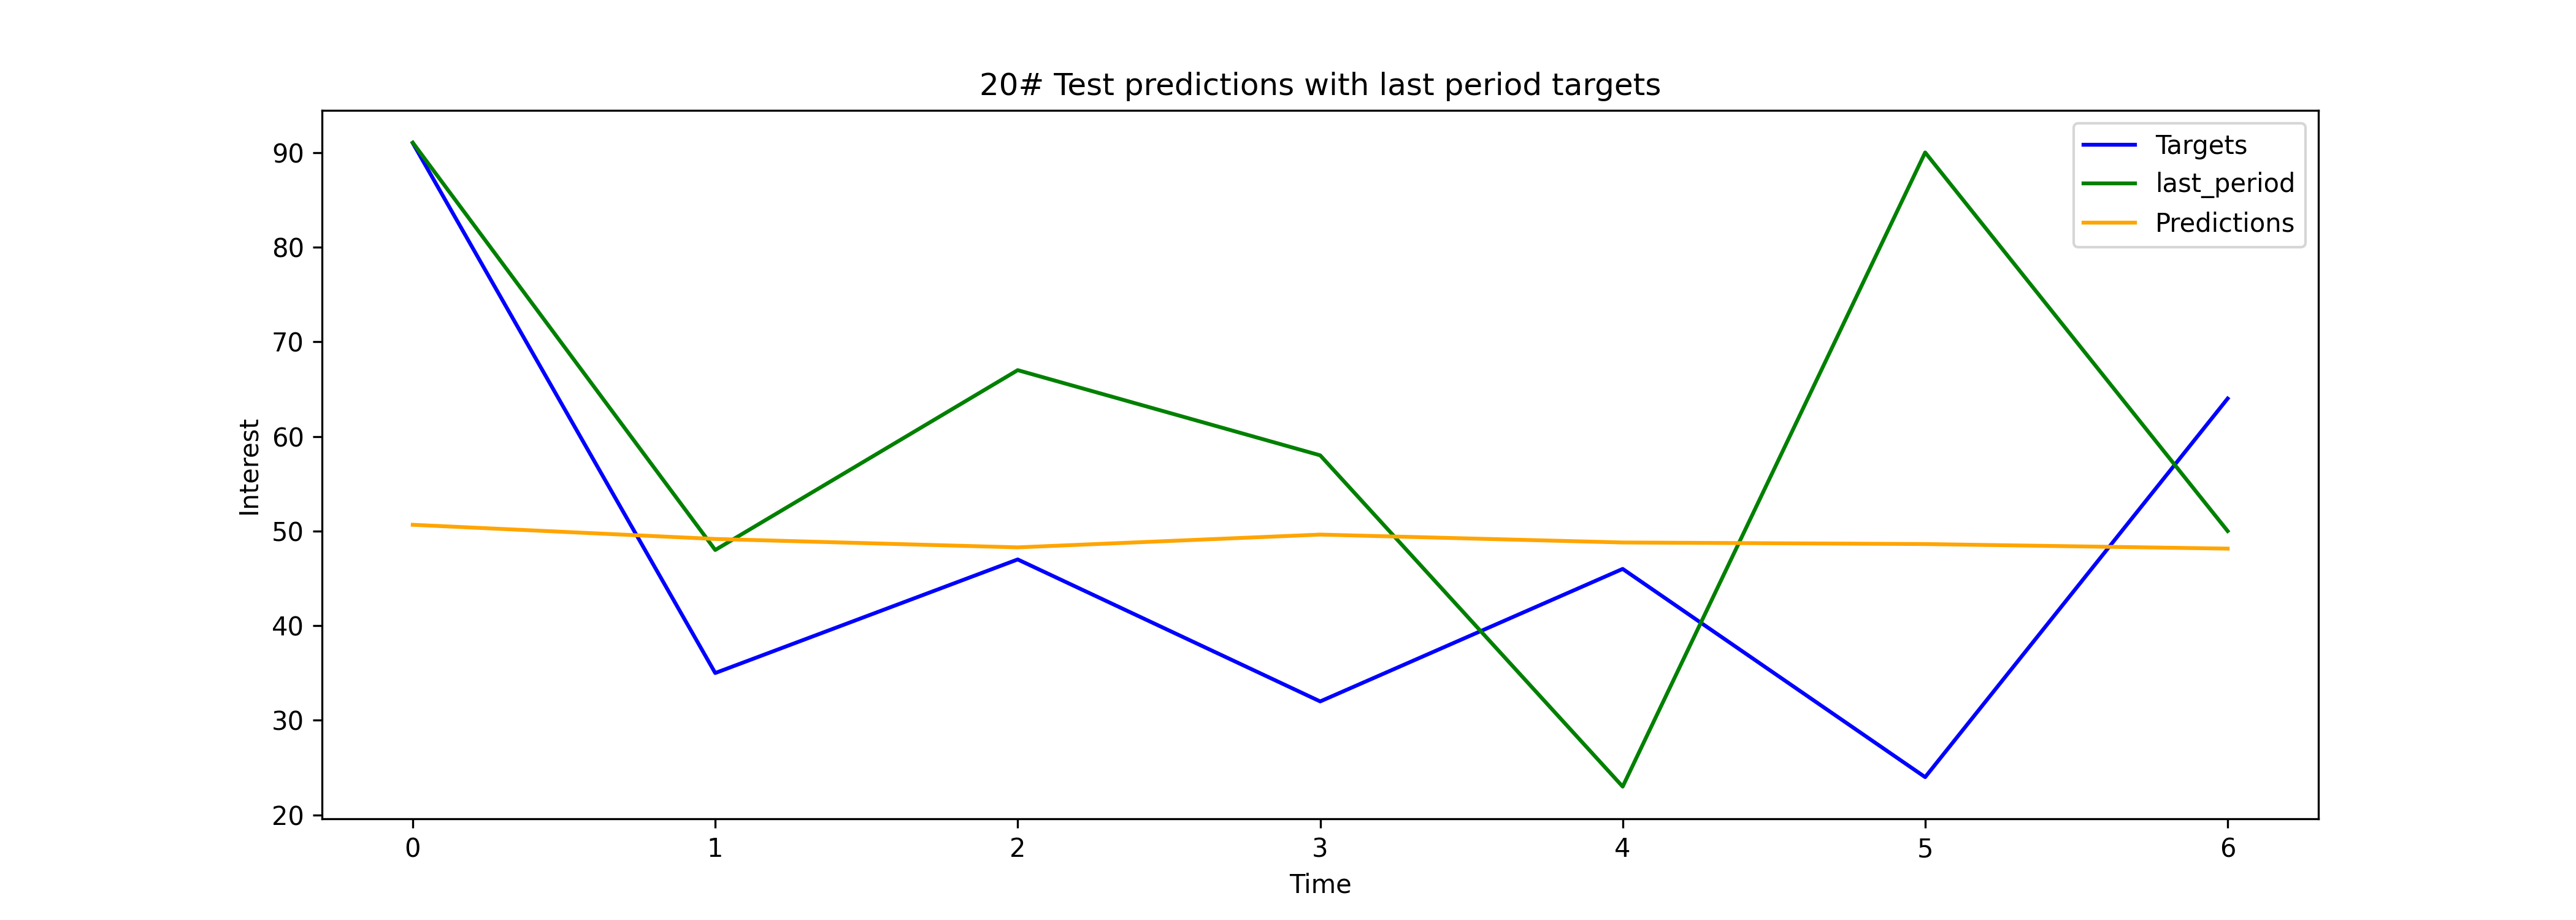 20# Test predictions with last period targets
Targets
last_period
Predictions
90
80
70
60
50
40
30
20
Interest
0 1 2 3 4 5 6
Time